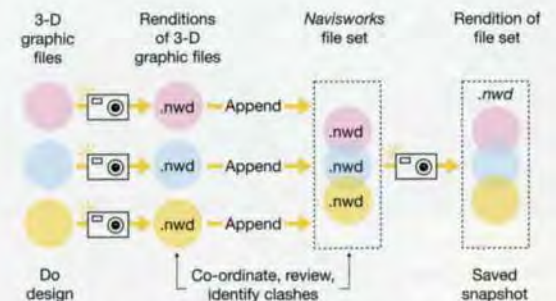 3-D
graphic
files
Renditions
of 3-D
graphic files
Navisworks
file set
Rendition of
file set
.nwd
.nwd
Append
.nwd
.nwd
Append
.nwd
.nwd
Append
.nwd
Do
design
Co-ordinate, review,
identify clashes
Saved
snapshot